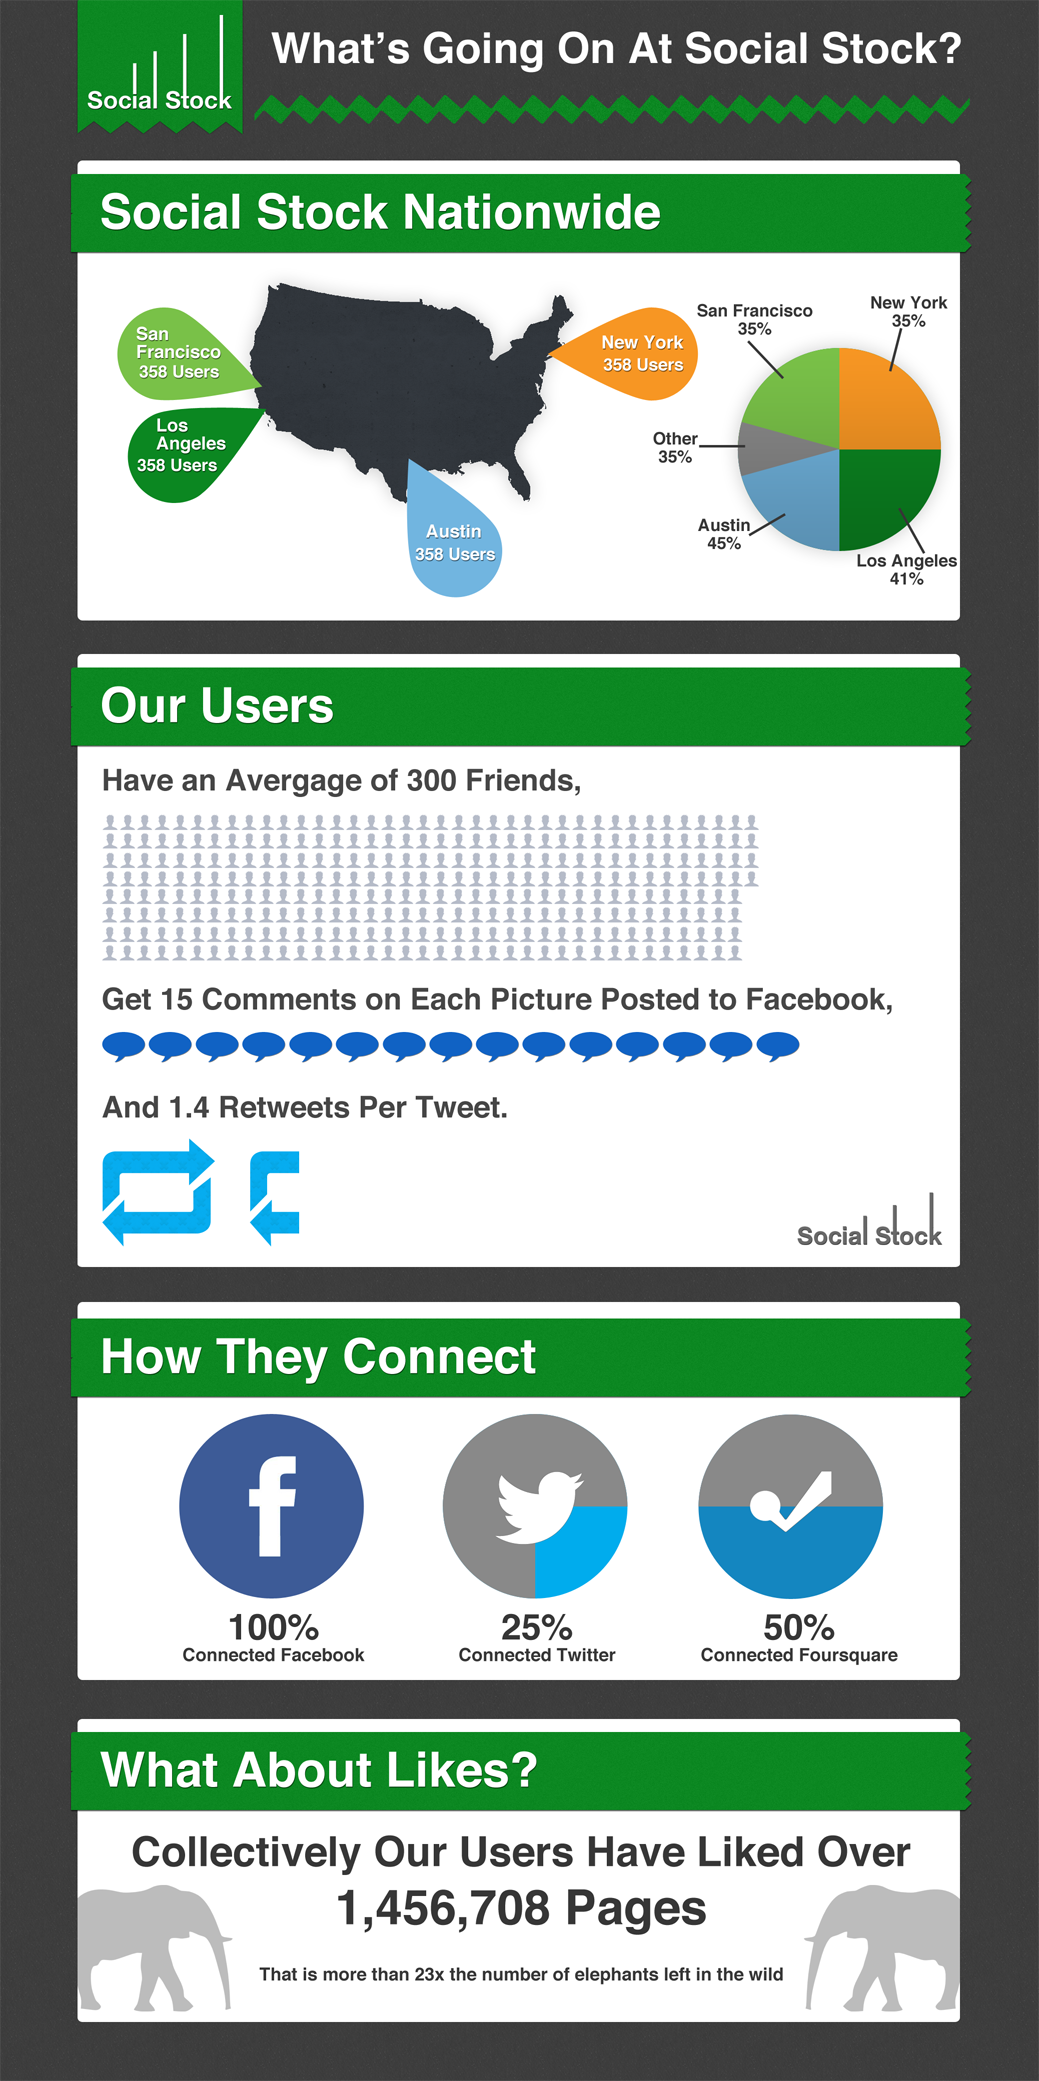 Social Stock
What's Going On At Social Stock?
Social Stock Nationwide
San
Francisco
358 Users
Los
Angeles
358 Users
New York
358 Users
Austin
358 Users
San Francisco
35%
New York
35%
Other
35%
Austin
45%
Los Angeles
41%
Our Users
Have an Avergage of 300 Friends,
Get 15 Comments on Each Picture Posted to Facebook,
And 1.4 Retweets Per Tweet.
Social Stock
How They Connect
f
100%
Connected Facebook
25%
Connected Twitter
50%
Connected Foursquare
What About Likes?
Collectively Our Users Have Liked Over
1,456,708 Pages
That is more than 23x the number of elephants left in the wild